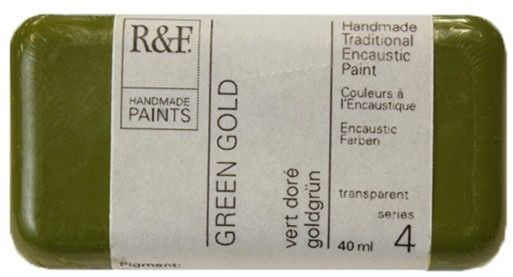 R&F.
HANDMADE
PAINTS
GREEN GOLD
vert doré
goldgrün
Handmade
Traditional
Encaustic
Paint
Couleurs à
l'Encaustique
Encaustic
Farben
transparent
series
40 ml 4
Pigment: